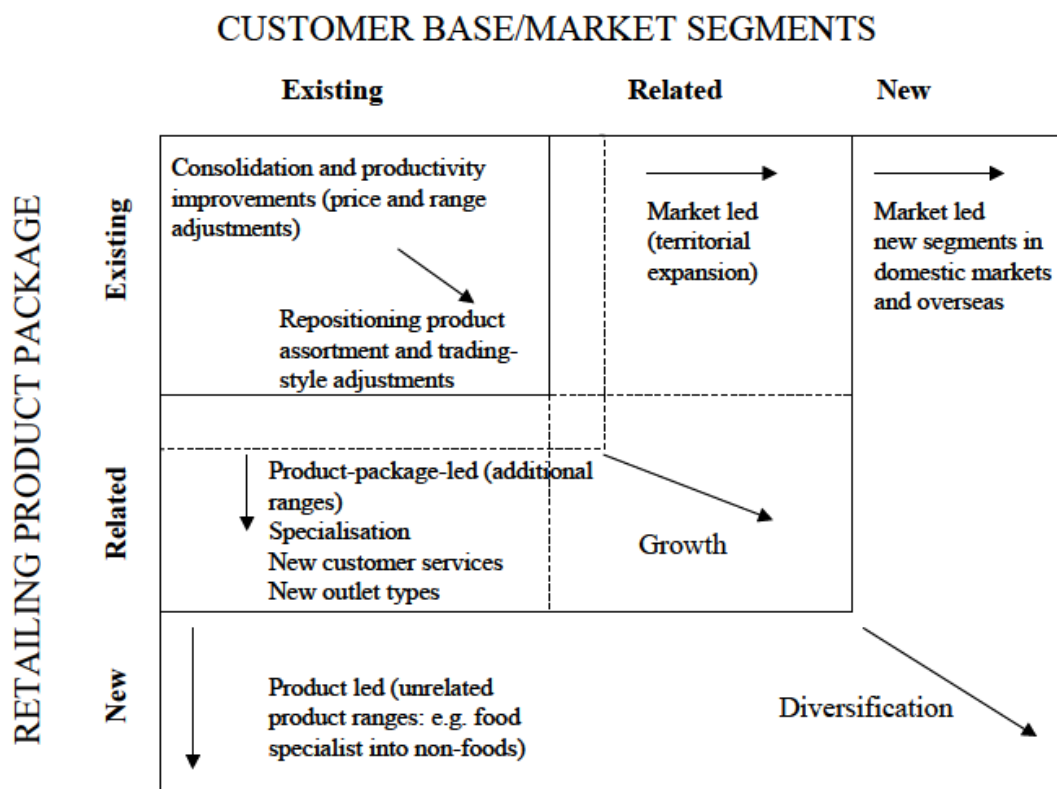 CUSTOMER BASE/MARKET SEGMENTS
Existing
Related
New
RETAILING PRODUCT PACKAGE
Existing
Consolidation and productivity
improvements (price and range
adjustments)
Repositioning product
assortment and trading-
style adjustments
Market led
(territorial
expansion)
Market led
new segments in
domestic markets
and overseas
Related
Product-package-led (additional
ranges)
Specialisation
New customer services
New outlet types
Growth
New
Product led (unrelated
product ranges: e.g. food
specialist into non-foods)
Diversification